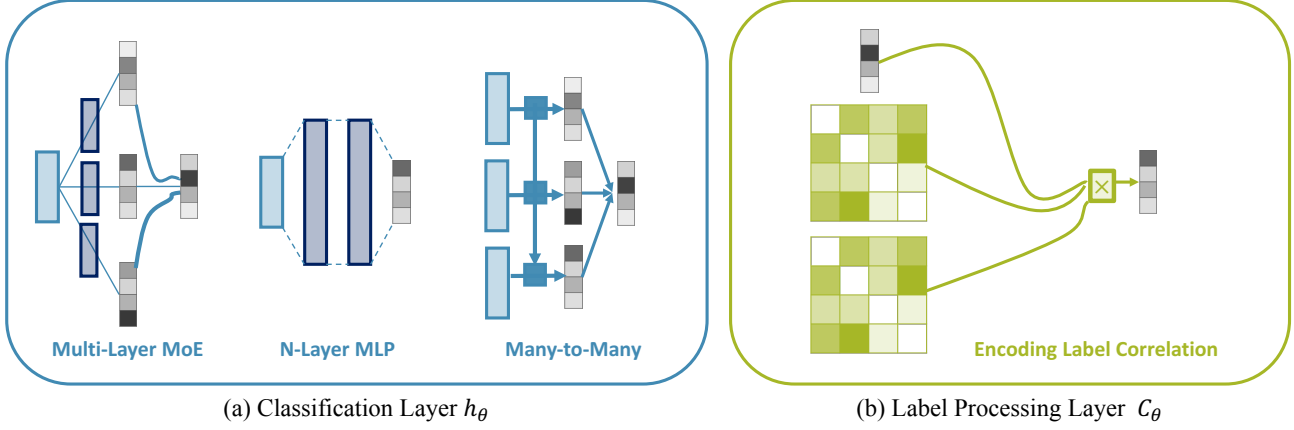 Multi-Layer MoE
N-Layer MLP
Many-to-Many
Encoding Label Correlation
×
(a) Classification Layer hθ
(b) Label Processing Layer Cθ